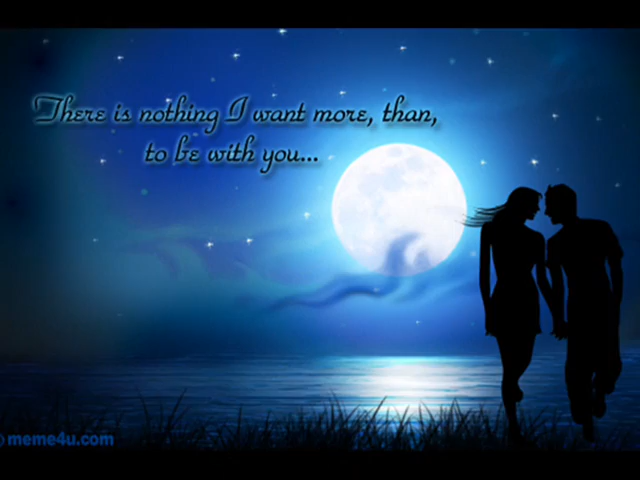 There is nothing I want more, than,
to be with you...
meme4u.com